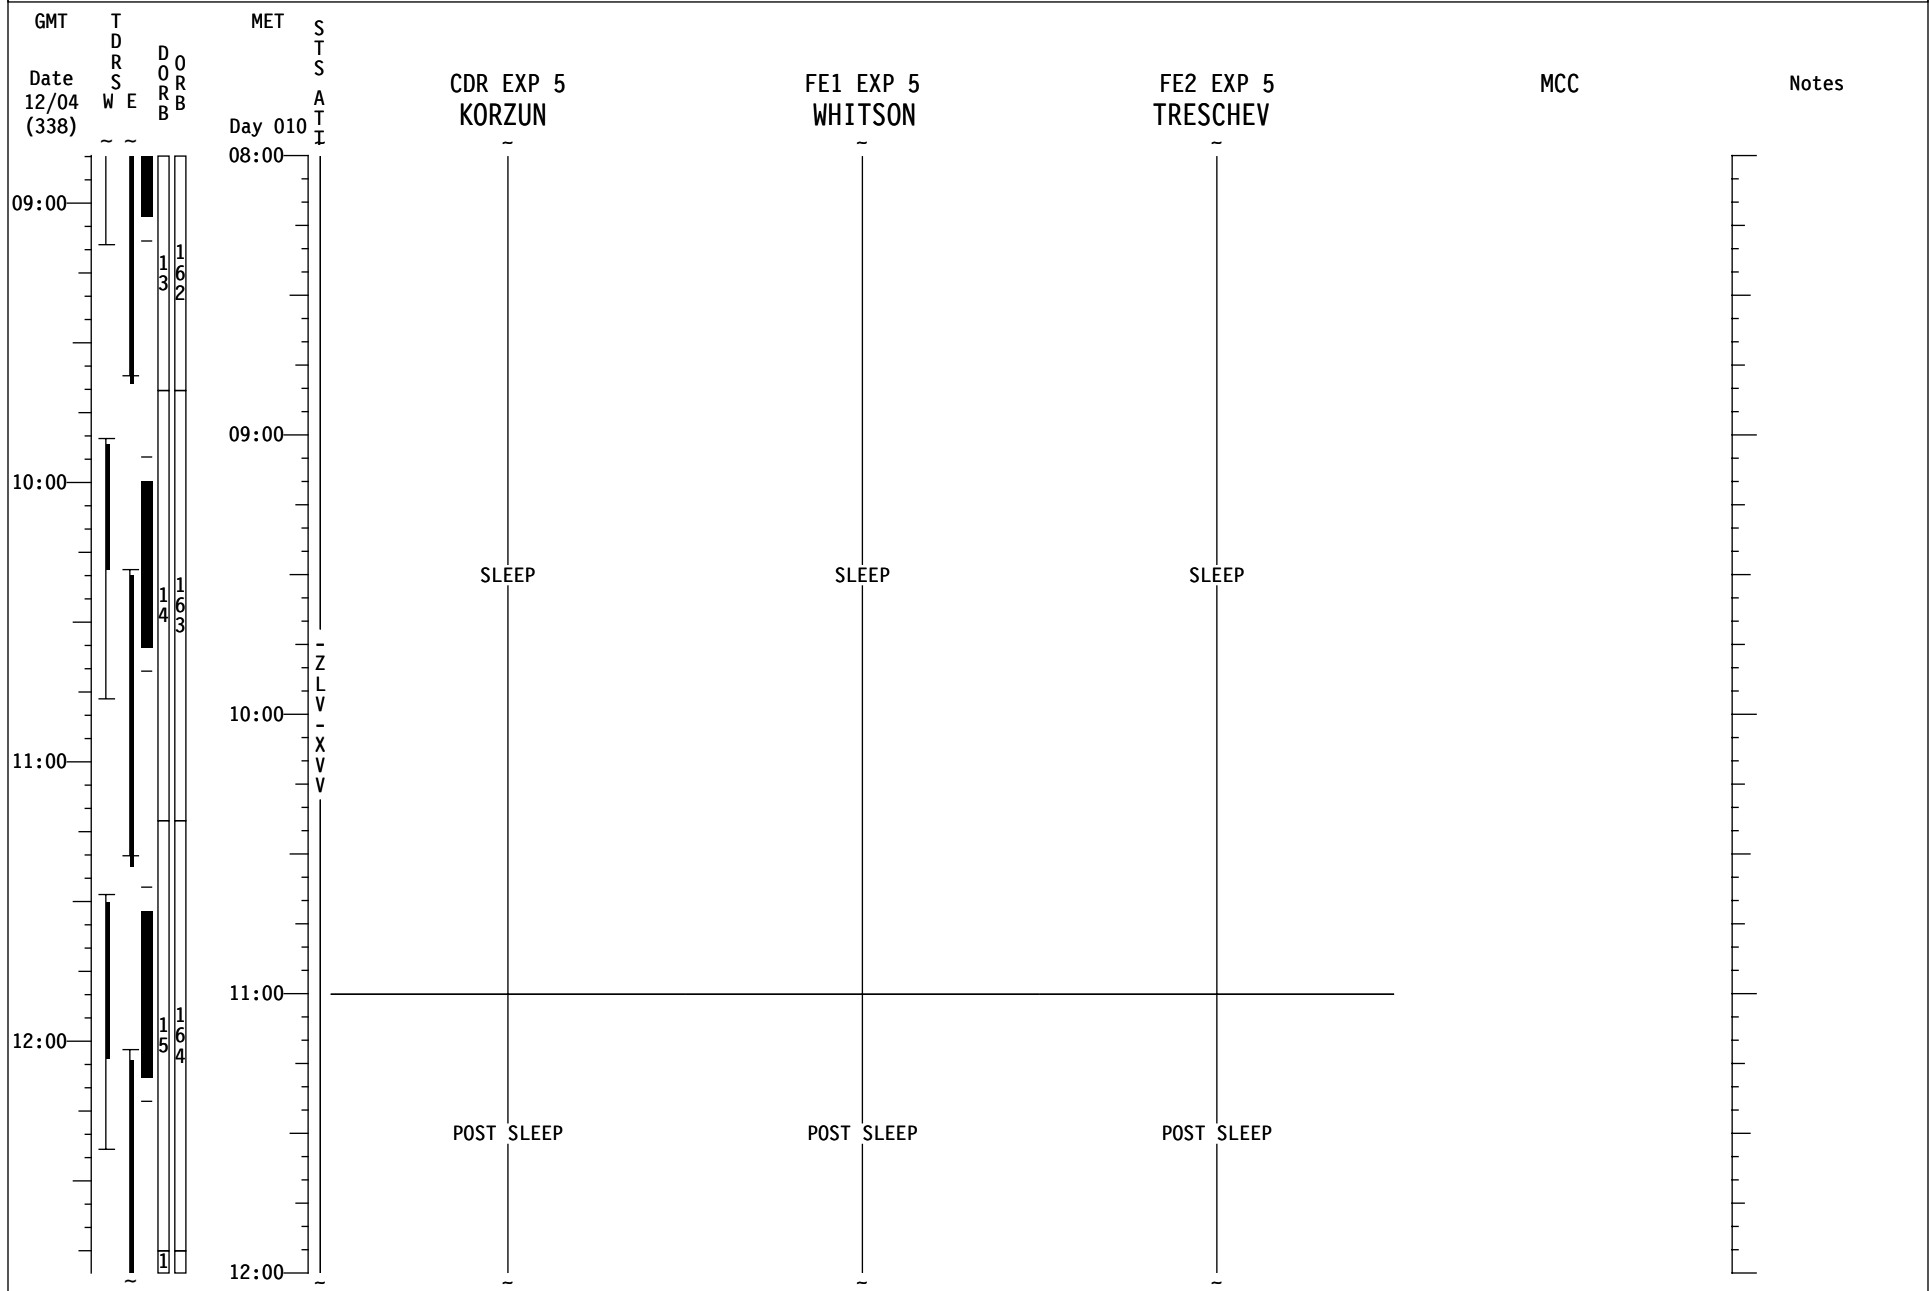 GMT
TDRS
MET
STS ATT
DORB
ORB
Date
12/04
(338)
W E
Day 010
CDR EXP 5
KORZUN
FE1 EXP 5
WHITSON
FE2 EXP 5
TRESCHEV
MCC
Notes
~ ~ ~ ~ ~ ~
08:00
09:00
13
162
09:00
10:00
SLEEP SLEEP SLEEP
14
163
-ZLV -XVV
10:00
11:00
11:00
12:00
15
164
POST SLEEP POST SLEEP POST SLEEP
1
12:00
~ ~ ~ ~ ~